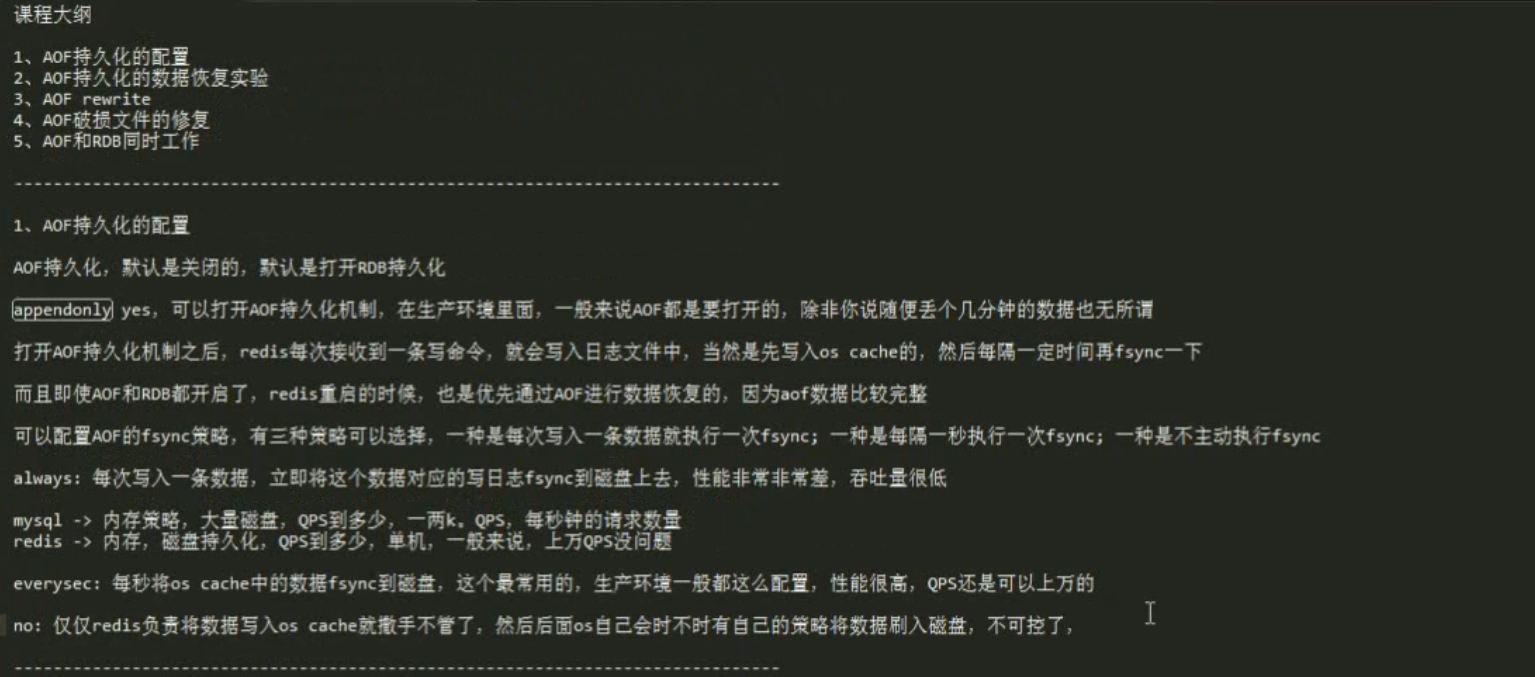 课程大纲
1、AOF持久化的配置
2、AOF持久化的数据恢复实验
3、AOF rewrite
4、AOF破损文件的修复
5、AOF和RDB同时工作
------------------------------------------------------------------------------
1、AOF持久化的配置
AOF持久化，默认是关闭的，默认是打开RDB持久化
appendonly yes，可以打开AOF持久化机制，在生产环境里面，一般来说AOF都是要打开的，除非你说随便丢个几分钟的数据也无所谓
打开AOF持久化机制之后，redis每次接收到一条写命令，就会写入日志文件中，当然是先写入os cache的，然后每隔一定时间再fsync一下
而且即使AOF和RDB都开启了，redis重启的时候，也是优先通过AOF进行数据恢复的，因为aof数据比较完整
可以配置AOF的fsync策略，有三种策略可以选择，一种是每次写入一条数据就执行一次fsync; 一种是每隔一秒执行一次fsync; 一种是不主动执行fsync
always: 每次写入一条数据，立即将这个数据对应的写日志fsync到磁盘上去，性能非常非常差，吞吐量很低
mysql -> 内存策略，大量磁盘，QPS到多少，一两k。QPS，每秒钟的请求数量
redis -> 内存，磁盘持久化，QPS到多少，单机，一般来说，上万QPS没问题
everysec: 每秒将os cache中的数据fsync到磁盘，这个最常用的，生产环境一般都这么配置，性能很高，QPS还是可以上万的
no: 仅仅redis负责将数据写入os cache就撒手不管了，然后后面os自己会时不时有自己的策略将数据刷入磁盘，不可控了，
------------------------------------------------------------------------------